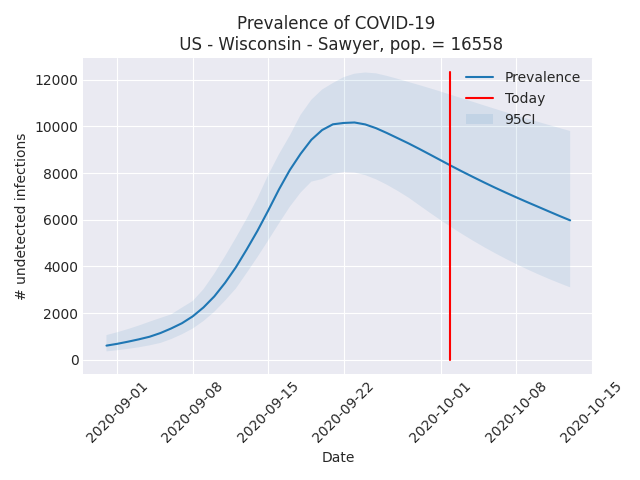 Prevalence of COVID-19
US - Wisconsin - Sawyer, pop. = 16558
Prevalence
Today
95CI
12000
10000
8000
6000
4000
2000
0
# undetected infections
2020-09-01
2020-09-08
2020-09-15
2020-09-22
2020-10-01
2020-10-08
2020-10-15
Date